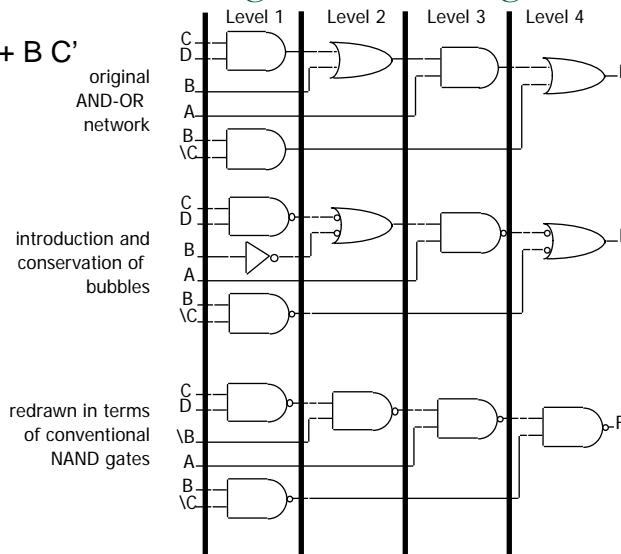 Level 1 Level 2 Level 3 Level 4
+ B C’
C
D
B
A
B
\C
original
AND-OR
network
C
D
B
A
B
\C
introduction and
conservation of
bubbles
C
D
\B
A
B
\C
F
redrawn in terms
of conventional
NAND gates